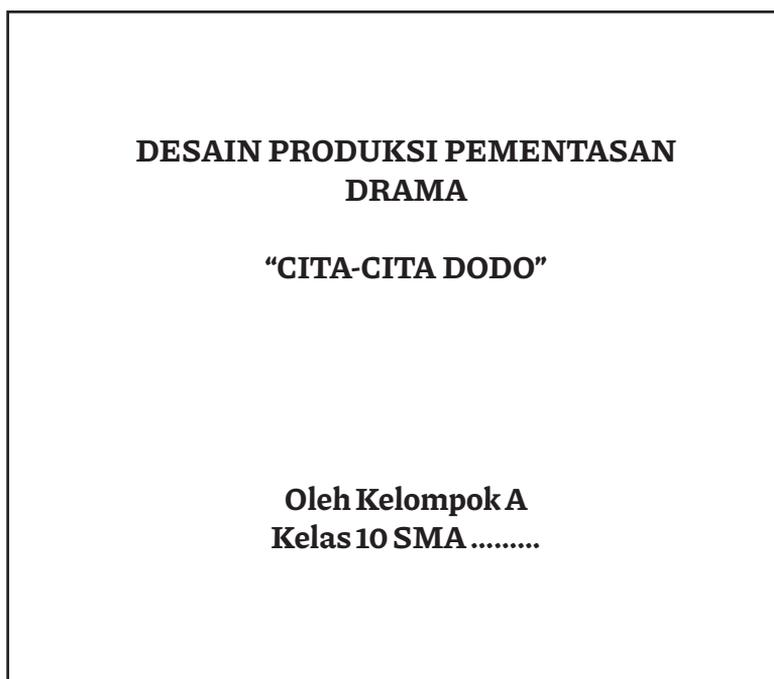 DESAIN PRODUKSI PEMENTASAN
DRAMA
“CITA-CITA DODO”
Oleh Kelompok A
Kelas 10 SMA .........